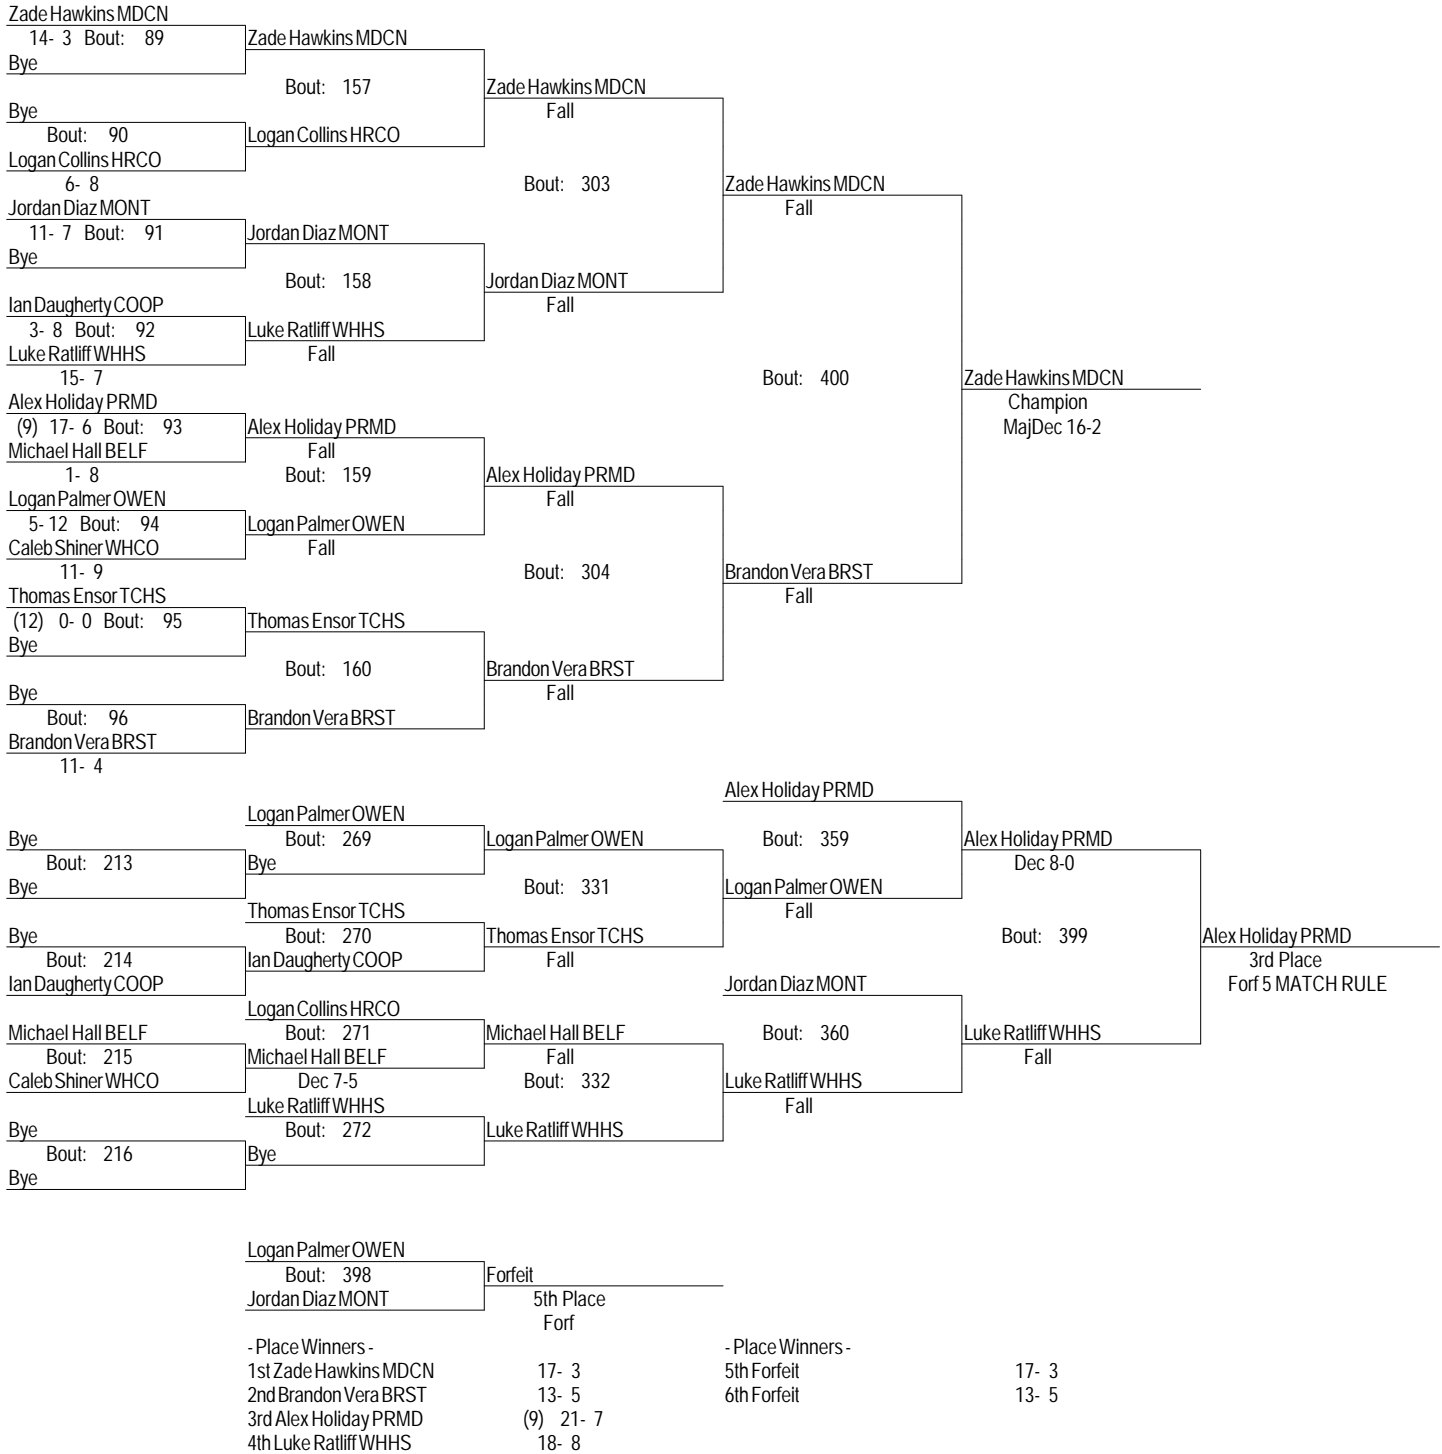 Zade Hawkins MDCN
14- 3 Bout: 89
Bye
Zade Hawkins MDCN
Bout: 157
Zade Hawkins MDCN
Fall
Bye
Bout: 90
Logan Collins HRCO
Logan Collins HRCO
6- 8
Bout: 303
Zade Hawkins MDCN
Fall
Jordan Diaz MONT
11- 7 Bout: 91
Jordan Diaz MONT
Bye
Bout: 158
Jordan Diaz MONT
Fall
Ian Daugherty COOP
3- 8 Bout: 92
Luke Ratliff WHHS
Luke Ratliff WHHS
Fall
15- 7
Bout: 400
Zade Hawkins MDCN
Champion
MajDec 16-2
Alex Holiday PRMD
(9) 17- 6 Bout: 93
Alex Holiday PRMD
Michael Hall BELF
Fall
1- 8
Bout: 159
Alex Holiday PRMD
Fall
Logan Palmer OWEN
5- 12 Bout: 94
Logan Palmer OWEN
Caleb Shiner WHCO
Fall
11- 9
Bout: 304
Brandon Vera BRST
Fall
Thomas Ensor TCHS
(12) 0- 0 Bout: 95
Thomas Ensor TCHS
Bye
Bout: 160
Brandon Vera BRST
Fall
Bye
Bout: 96
Brandon Vera BRST
Brandon Vera BRST
11- 4
Alex Holiday PRMD
Logan Palmer OWEN
Bye
Bout: 269
Logan Palmer OWEN
Bout: 359
Alex Holiday PRMD
Bout: 213
Bye
Dec 8-0
Bye
Bout: 331
Logan Palmer OWEN
Thomas Ensor TCHS
Fall
Bye
Bout: 270
Thomas Ensor TCHS
Bout: 399
Alex Holiday PRMD
Bout: 214
Ian Daugherty COOP
Fall
3rd Place
Ian Daugherty COOP
Jordan Diaz MONT
Forf 5 MATCH RULE
Logan Collins HRCO
Michael Hall BELF
Bout: 271
Michael Hall BELF
Bout: 360
Luke Ratliff WHHS
Bout: 215
Michael Hall BELF
Fall
Fall
Caleb Shiner WHCO
Dec 7-5
Bout: 332
Luke Ratliff WHHS
Luke Ratliff WHHS
Fall
Bye
Bout: 272
Luke Ratliff WHHS
Bout: 216
Bye
Bye
Logan Palmer OWEN
Bout: 398
Forfeit
Jordan Diaz MONT
5th Place
Forf
- Place Winners -
- Place Winners -
1st Zade Hawkins MDCN 17- 3
5th Forfeit 17- 3
2nd Brandon Vera BRST 13- 5
6th Forfeit 13- 5
3rd Alex Holiday PRMD (9) 21- 7
4th Luke Ratliff WHHS 18- 8